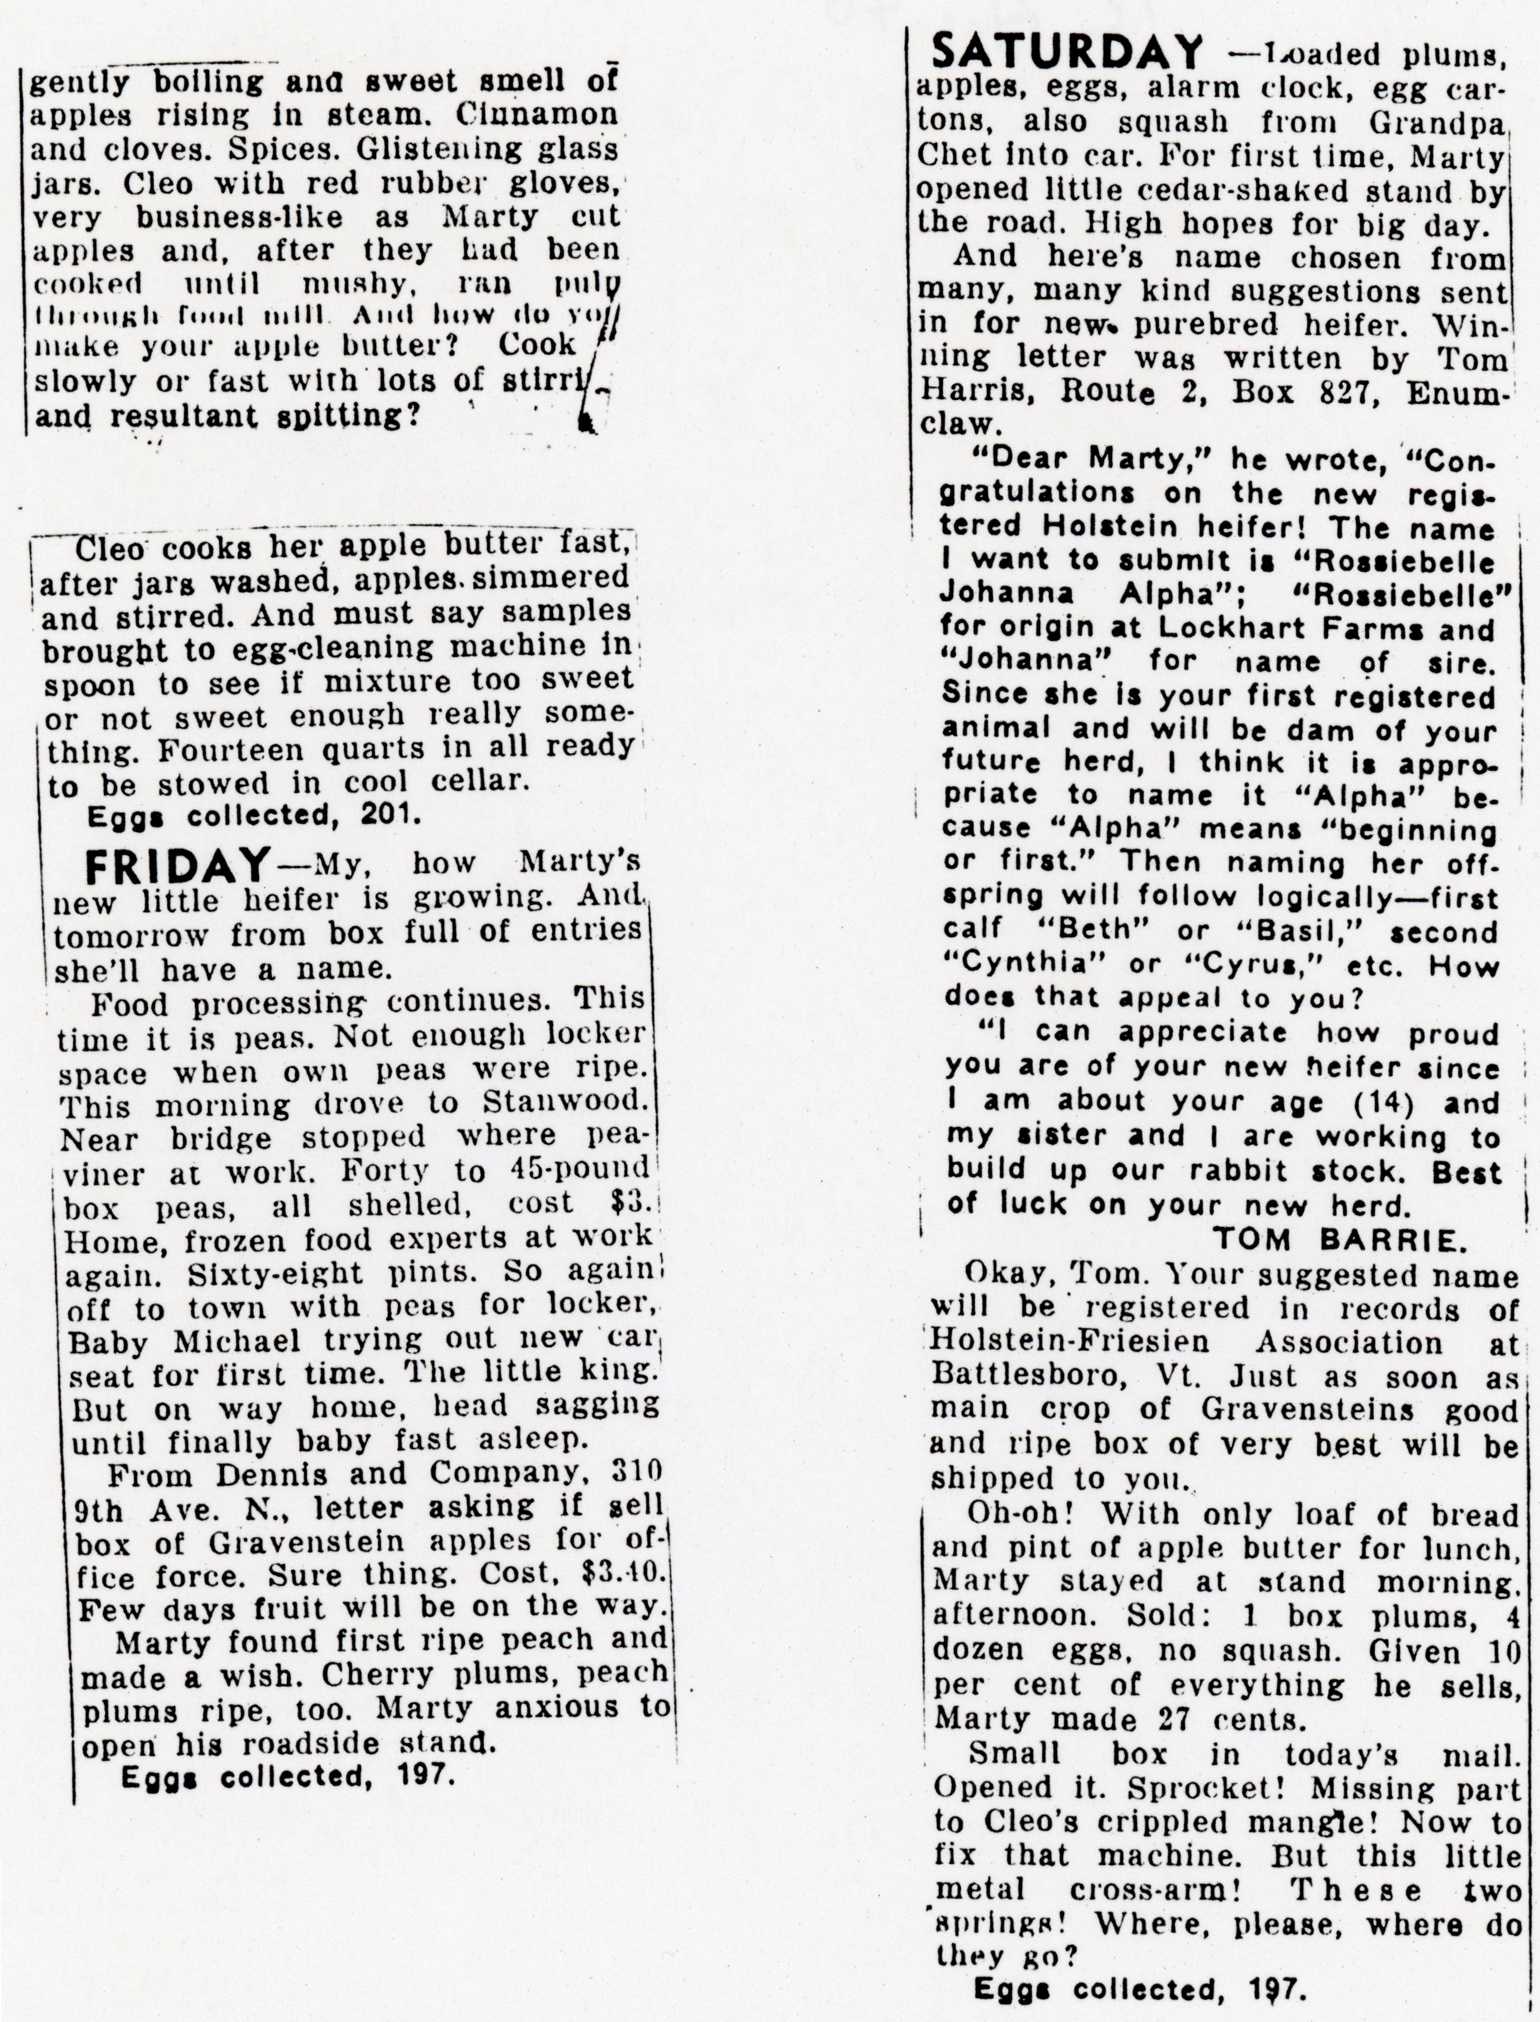 gently boiling and sweet smell of
apples rising in steam. Cinnamon
and cloves. Spices. Glistening glass
jars. Cleo with red rubber gloves,
very business-like as Marty cut
apples and, after they had been
cooked until mushy, ran pulp
through food mill. And how do you
make your apple butter? Cook
slowly or fast with lots of
and resultant spitting?
Cleo cooks her apple butter fast,
after jars washed, apples simmered
and stirred. And must say samples
brought to egg-cleaning machine in
spoon to see if mixture too sweet
or not sweet enough really some-
thing. Fourteen quarts in all ready
to be stowed in cool cellar.
Eggs collected, 201.
FRIDAY—My, how Marty's
new little heifer is growing. And
tomorrow from box full of entries
she'll have a name.
Food processing continues. This
time it is peas. Not enough locker
space when own peas were ripe.
This morning drove to Stanwood.
Near bridge stopped where pea-
viner at work. Forty to 45-pound
box peas, all shelled, cost $3.
Home, frozen food experts at work
again. Sixty-eight pints. So again
off to town with peas for locker,
Baby Michael trying out new car
seat for first time. The little king.
But on way home, head sagging
until finally baby fast asleep.
From Dennis and Company, 310
9th Ave. N., letter asking if sell
box of Gravenstein apples for of-
fice force. Sure thing. Cost, $3.40.
Few days fruit will be on the way.
Marty found first ripe peach and
made a wish. Cherry plums, peach
plums ripe, too. Marty anxious to
open his roadside stand.
Eggs collected, 197.
SATURDAY —Loaded plums,
apples, eggs, alarm clock, egg car-
tons, also squash from Grandpa
Chet into car. For first time, Marty
opened little cedar-shaked stand by
the road. High hopes for big day.
And here's name chosen from
many, many kind suggestions sent
in for new purebred heifer. Win-
ning letter was written by Tom
Harris, Route 2, Box 827, Enum-
claw.
"Dear Marty," he wrote, "Con-
gratulations on the new regis-
tered Holstein heifer! The name
I want to submit is "Rossiebelle
Johanna Alpha"; "Rossiebelle"
for origin at Lockhart Farms and
"Johanna" for name of sire.
Since she is your first registered
animal and will be dam of your
future herd, I think it is appro-
priate to name it "Alpha" be-
cause "Alpha" means "beginning
or first." Then naming her off-
spring will follow logically—first
calf "Beth" or "Basil," second
"Cynthia" or "Cyrus," etc. How
does that appeal to you?
"I can appreciate how proud
you are of your new heifer since
I am about your age (14) and
my sister and I are working to
build up our rabbit stock. Best
of luck on your new herd.
TOM BARRIE.
Okay, Tom. Your suggested name
will be registered in records of
Holstein-Friesien Association at
Battlesboro, Vt. Just as soon as
main crop of Gravensteins good
and ripe box of very best will be
shipped to you.
Oh-oh! With only loaf of bread
and pint of apple butter for lunch,
Marty stayed at stand morning,
afternoon. Sold: 1 box plums, 4
dozen eggs, no squash. Given 10
per cent of everything he sells,
Marty made 27 cents.
Small box in today's mail.
Opened it. Sprocket! Missing part
to Cleo's crippled mangle! Now to
fix that machine. But this little
metal cross-arm! These two
springs! Where, please, where do
they go?
Eggs collected, 197.